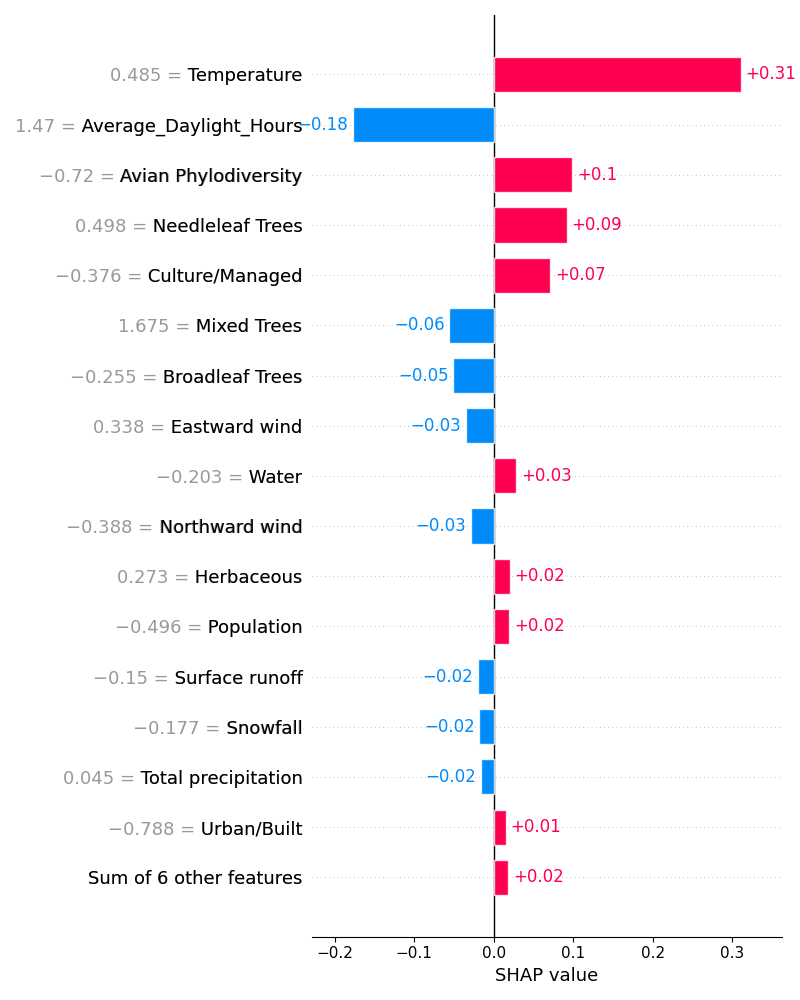 0.485 = Temperature +0.31
1.47 = Average_Daylight_Hours −0.18
−0.72 = Avian Phylodiversity +0.1
0.498 = Needleleaf Trees +0.09
−0.376 = Culture/Managed +0.07
1.675 = Mixed Trees −0.06
−0.255 = Broadleaf Trees −0.05
0.338 = Eastward wind −0.03
−0.203 = Water +0.03
−0.388 = Northward wind −0.03
0.273 = Herbaceous +0.02
−0.496 = Population +0.02
−0.15 = Surface runoff −0.02
−0.177 = Snowfall −0.02
0.045 = Total precipitation −0.02
−0.788 = Urban/Built +0.01
Sum of 6 other features +0.02
−0.2 −0.1 0.0 0.1 0.2 0.3
SHAP value